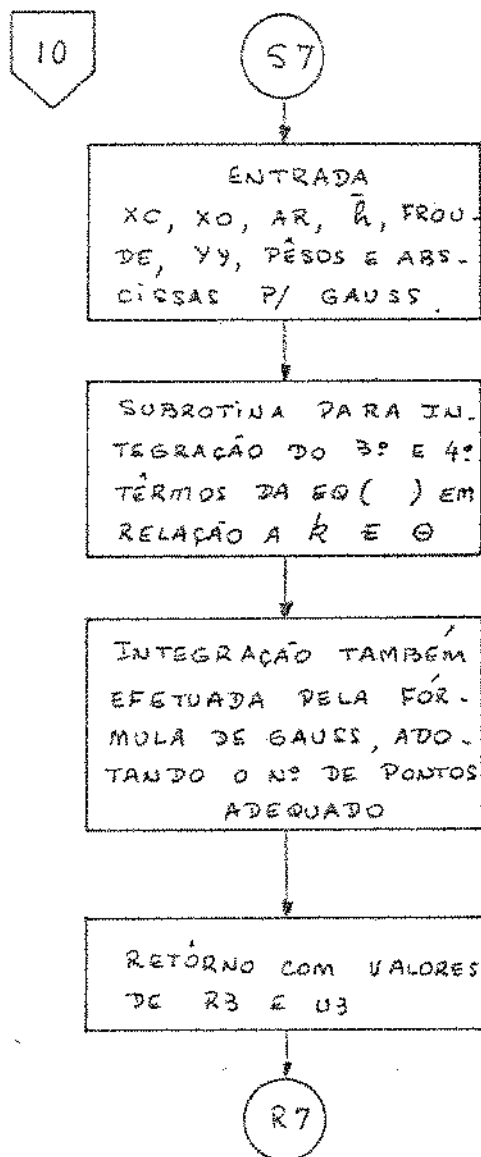 10
S7
ENTRADA
XC, XO, AR, h̄, FROU-
DE, YY, PÊSOS E ABS-
CISSAS P/ GAUSS.
SUBROTINA PARA IN-
TEGRAÇÃO DO 3º E 4º
TÊRMOS DA EQ( ) EM
RELAÇÃO A k E Θ
INTEGRAÇÃO TAMBÉM
EFETUADA PELA FÓR-
MULA DE GAUSS, ADO-
TANDO O Nº DE PONTOS
ADEQUADO
RETÔRNO COM VALORES
DE R3 E U3
R7